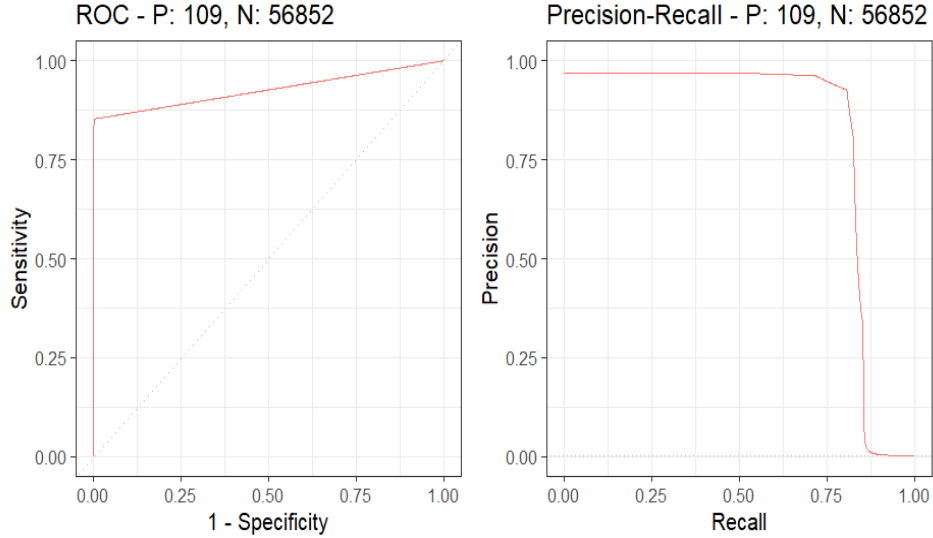 ROC - P: 109, N: 56852
1.00
0.75
0.50
0.25
0.00
Sensitivity
0.00 0.25 0.50 0.75 1.00
1 - Specificity
Precision-Recall - P: 109, N: 56852
1.00
0.75
0.50
0.25
0.00
Precision
0.00 0.25 0.50 0.75 1.00
Recall